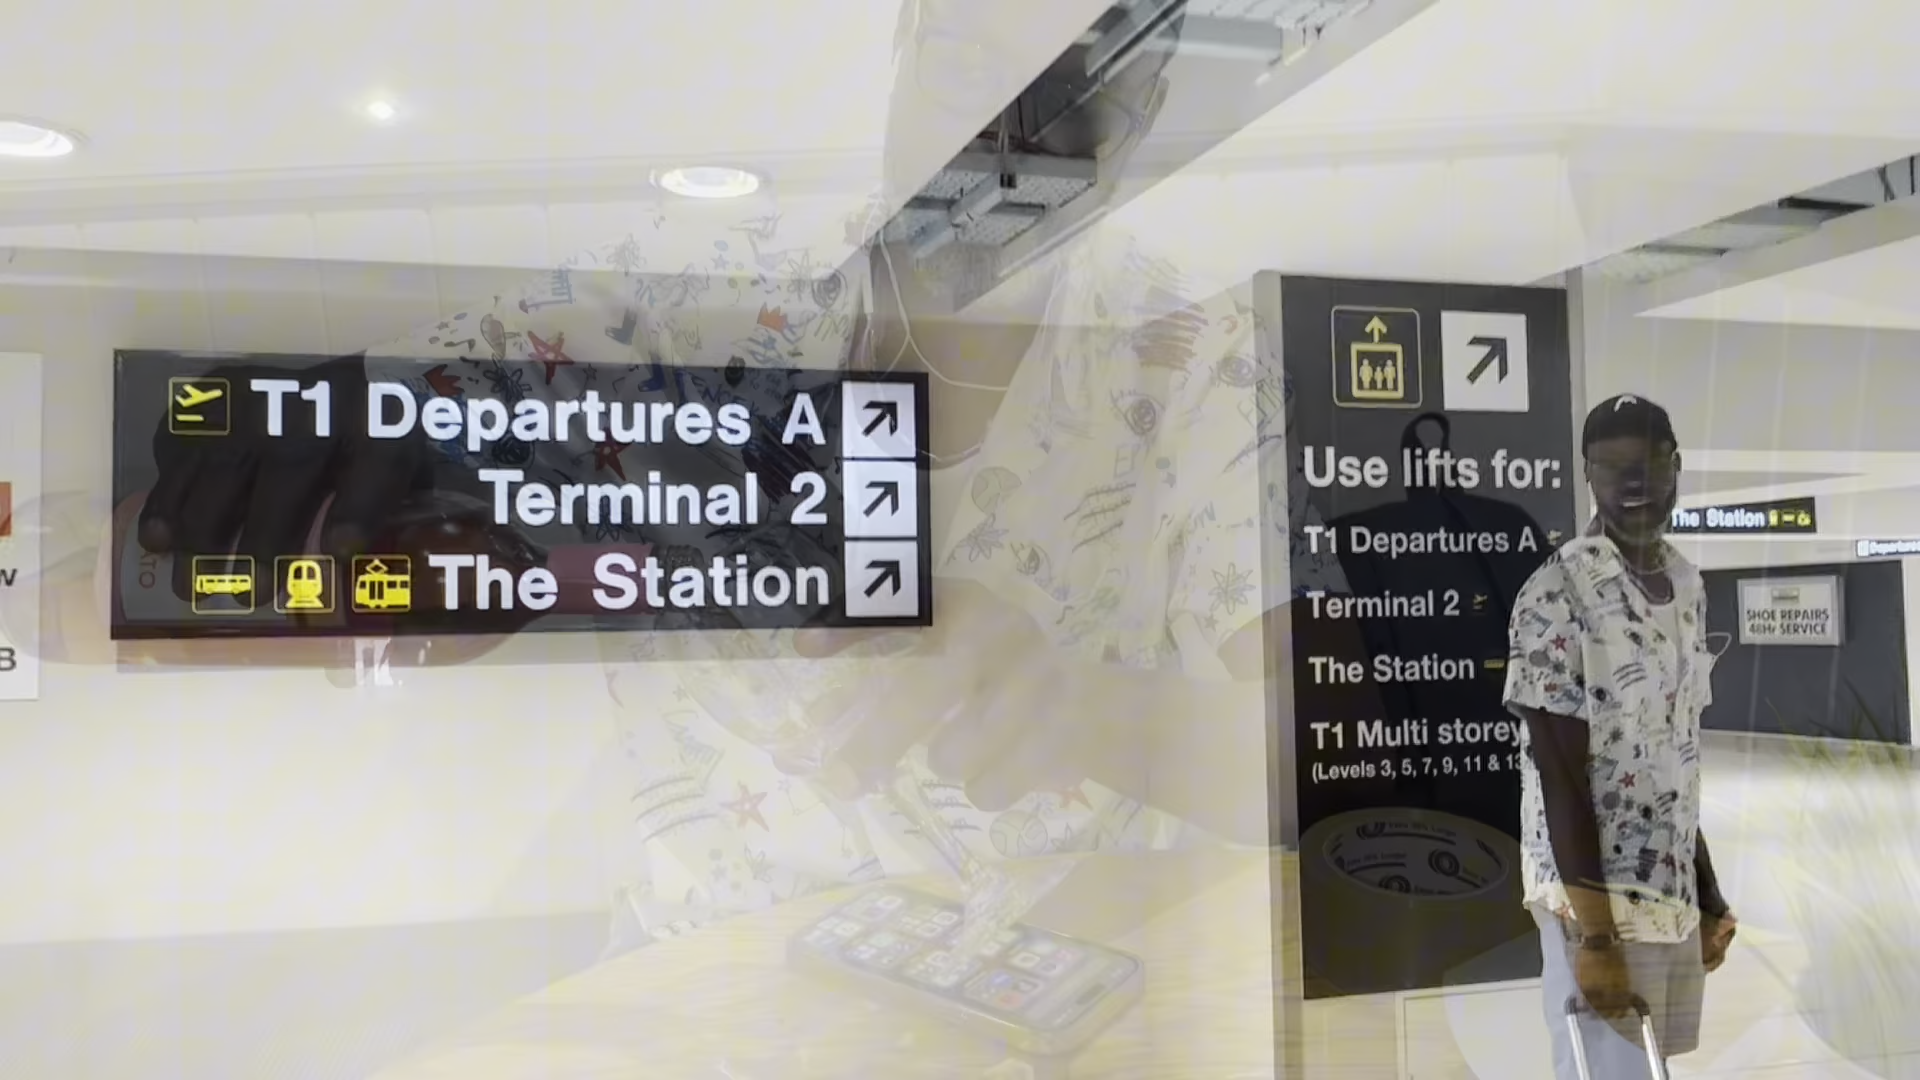 T1 Departures A
Terminal 2
The Station
w
B
Use lifts for:
T1 Departures A
Terminal 2
The Station
T1 Multi storey
(Levels 3, 5, 7, 9, 11 & 13
The Station
Departures
SHOE REPAIRS
48Hr SERVICE